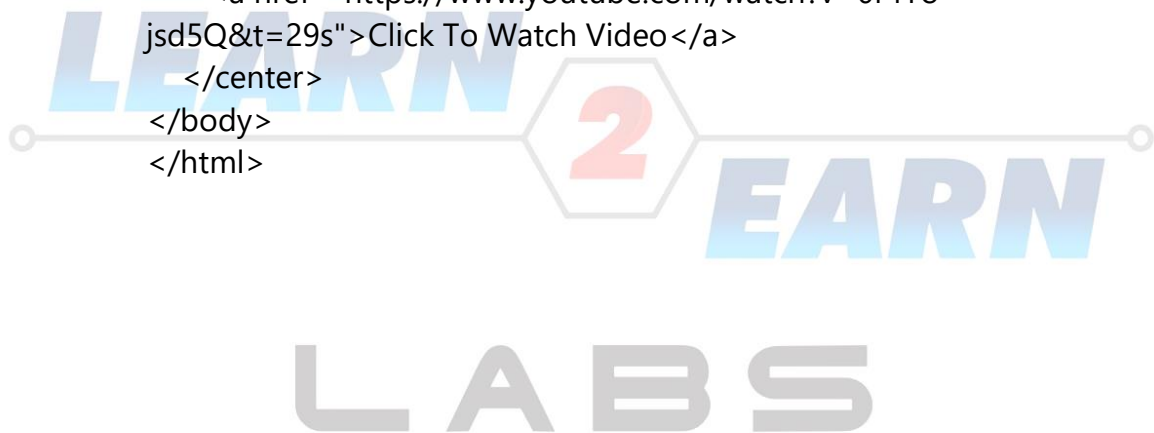 jsd5Q&t=29s">Click To Watch Video</a>
</center>
</body>
</html>
LEARN
2
EARN
LABS